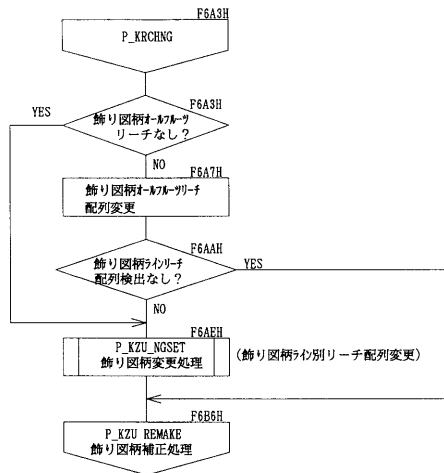 F6A3H
P_KRCHNG
F6A3H
YES
飾り図柄ｵｰﾙﾌﾙｰﾂ
リーチなし？
NO
F6A7H
飾り図柄ｵｰﾙﾌﾙｰﾂﾘｰﾁ
配列変更
F6AAH
飾り図柄ﾗｲﾝﾘｰﾁ
配列検出なし？
YES
NO
F6AEH
P_KZU_NGSET
飾り図柄変更処理
(飾り図柄ﾗｲﾝ別リーチ配列変更)
F6B6H
P_KZU REMAKE
飾り図柄補正処理